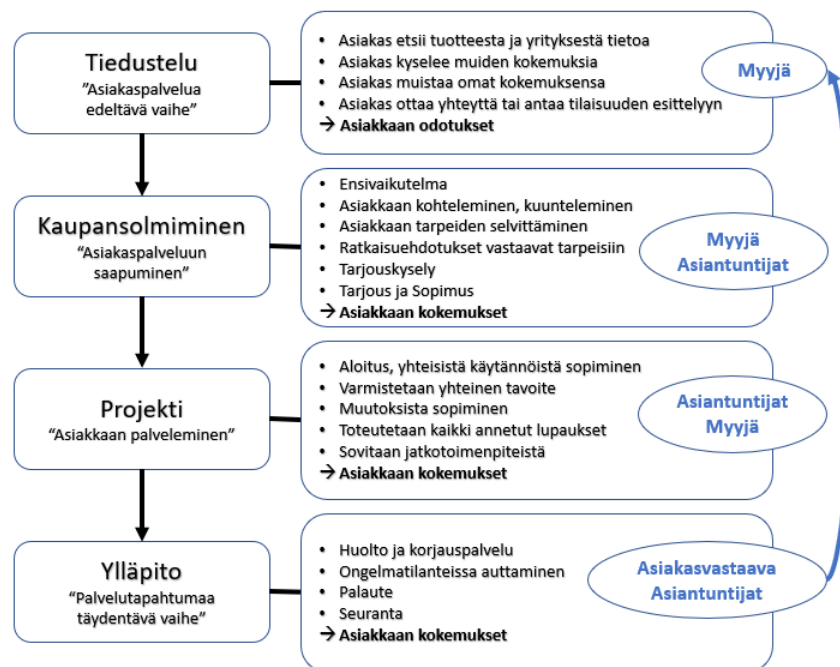 Tiedustelu
"Asiakaspalvelua
edeltävä vaihe"
• Asiakas etsii tuotteesta ja yrityksestä tietoa
• Asiakas kyselee muiden kokemuksia
• Asiakas muistaa omat kokemuksensa
• Asiakas ottaa yhteyttä tai antaa tilaisuuden esittelyyn
→ Asiakkaan odotukset
Myyjä
Kaupansolmiminen
"Asiakaspalveluun
saapuminen"
• Ensivaikutelma
• Asiakkaan kohteleminen, kuunteleminen
• Asiakkaan tarpeiden selvittäminen
• Ratkaisuehdotukset vastaavat tarpeisiin
• Tarjouskysely
• Tarjous ja Sopimus
→ Asiakkaan kokemukset
Myyjä
Asiantuntijat
Projekti
"Asiakkaan palveleminen"
• Aloitus, yhteisistä käytännöistä sopiminen
• Varmistetaan yhteinen tavoite
• Muutoksista sopiminen
• Toteutetaan kaikki annetut lupaukset
• Sovitaan jatkotoimenpiteistä
→ Asiakkaan kokemukset
Asiantuntijat
Myyjä
Ylläpito
"Palvelutapahtumaa
täydentävä vaihe"
• Huolto ja korjauspalvelu
• Ongelmatilanteissa auttaminen
• Palaute
• Seuranta
→ Asiakkaan kokemukset
Asiakasvastaava
Asiantuntijat